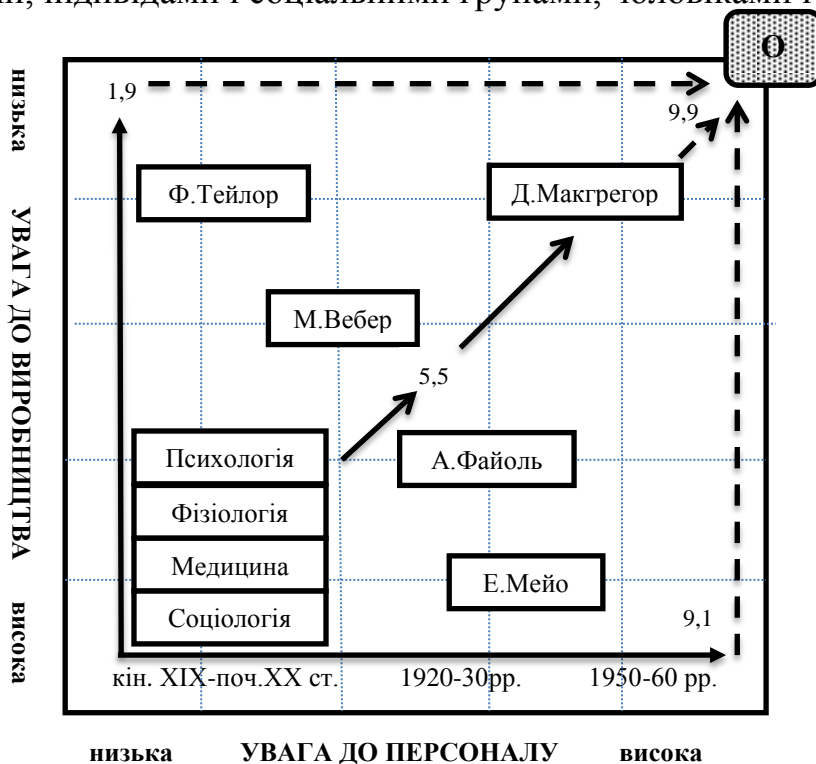 індивідами і соціальними групами, чоловіками і
О
1,9
9,9
Ф.Тейлор
Д.Макгрегор
М.Вебер
5,5
Психологія
А.Файоль
Фізіологія
Медицина
Е.Мейо
Соціологія
9,1
кін. ХІХ-поч.ХХ ст. 1920-30рр. 1950-60 рр.
низька УВАГА ДО ВИРОБНИЦТВА висока
низька УВАГА ДО ПЕРСОНАЛУ висока